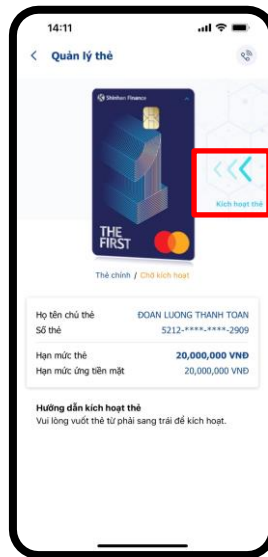 14:11
Quản lý thẻ
Shinhan Finance
Kích hoạt thẻ
THE
FIRST
Thẻ chính / Chờ kích hoạt
Họ tên chủ thẻ ĐOAN LUONG THANH TOAN
Số thẻ 5212-****-****-2909
Hạn mức thẻ 20,000,000 VNĐ
Hạn mức ứng tiền mặt 20,000,000 VNĐ
Hướng dẫn kích hoạt thẻ
Vui lòng vuốt thẻ từ phải sang trái để kích hoạt.